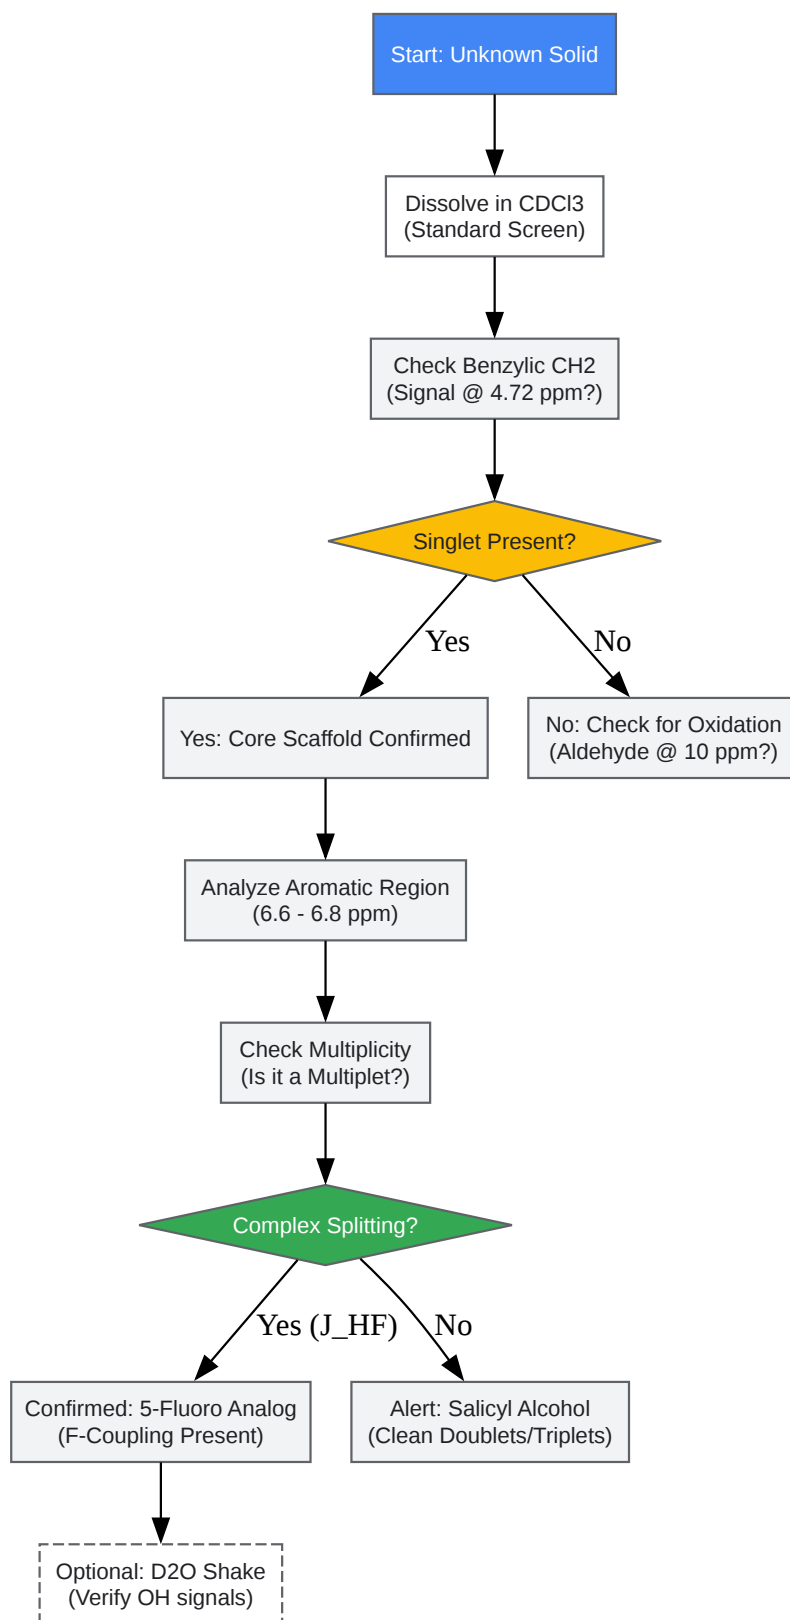 Start: Unknown Solid
Dissolve in CDCl3
(Standard Screen)
Check Benzylic CH2
(Signal @ 4.72 ppm?)
Singlet Present?
Yes
No
Yes: Core Scaffold Confirmed
No: Check for Oxidation
(Aldehyde @ 10 ppm?)
Analyze Aromatic Region
(6.6 - 6.8 ppm)
Check Multiplicity
(Is it a Multiplet?)
Complex Splitting?
Yes (J_HF)
No
Confirmed: 5-Fluoro Analog
(F-Coupling Present)
Alert: Salicyl Alcohol
(Clean Doublets/Triplets)
Optional: D2O Shake
(Verify OH signals)